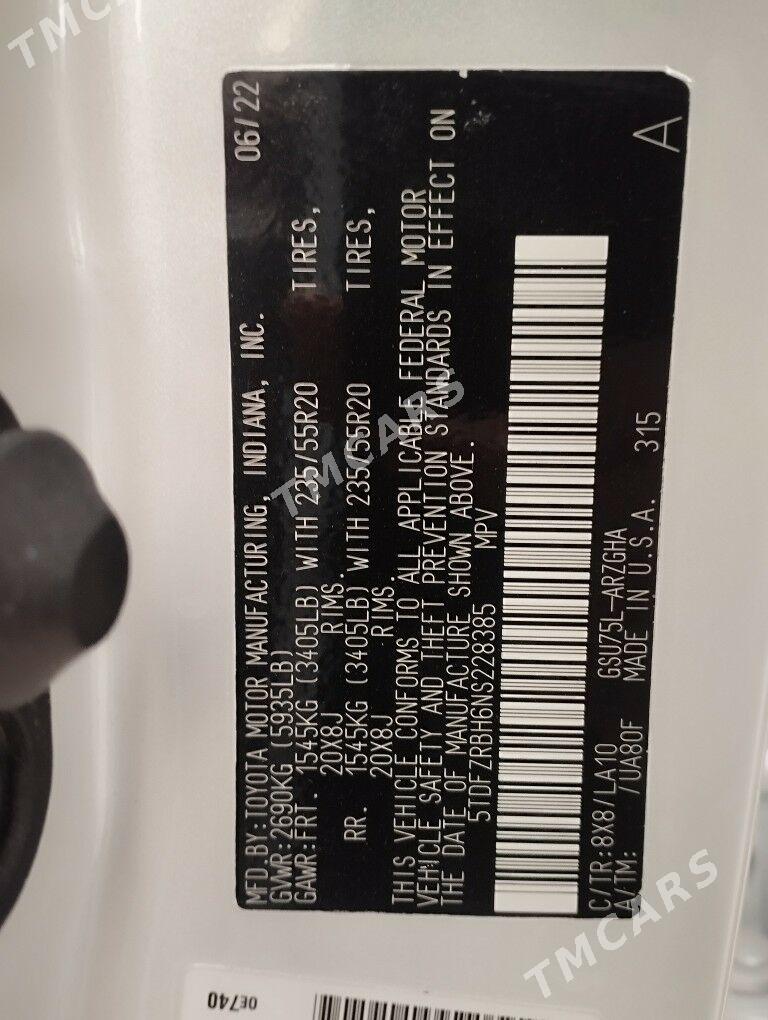 MFD.BY:TOYOTA MOTOR MANUFACTURING, INDIANA, INC. 06/22
GVWR:2690KG (5935LB)
GAWR:FRT. 1545KG (3405LB) WITH 235/55R20 TIRES,
20X8J RIMS.
RR. 1545KG (3405LB) WITH 235/55R20 TIRES,
20X8J RIMS.
THIS VEHICLE CONFORMS TO ALL APPLICABLE FEDERAL MOTOR
VEHICLE SAFETY AND THEFT PREVENTION STANDARDS IN EFFECT ON
THE DATE OF MANUFACTURE SHOWN ABOVE.
5TDFZRBH6NS228385 MPV
C/TR:8X8/LA10 GSU75L-ARZGHA
A/TM: /UA80F MADE IN U.S.A. 315 A
0E740
TMCARS
TMCARS
TMCARS